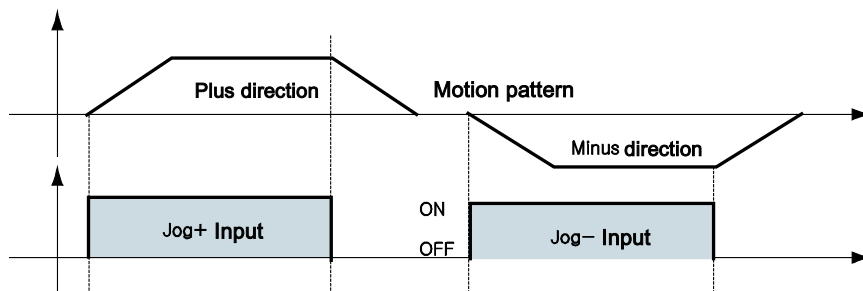 Plus direction
Motion pattern
Minus direction
Jog+ Input
ON
OFF
Jog− Input